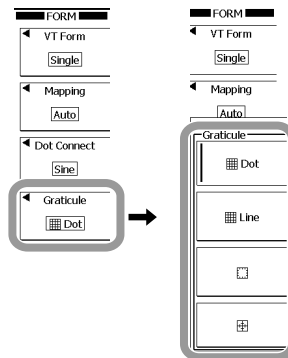 FORM
VT Form
Single
Mapping
Auto
Dot Connect
Sine
Graticule
Dot
FORM
VT Form
Single
Mapping
Auto
Graticule
Dot
Line